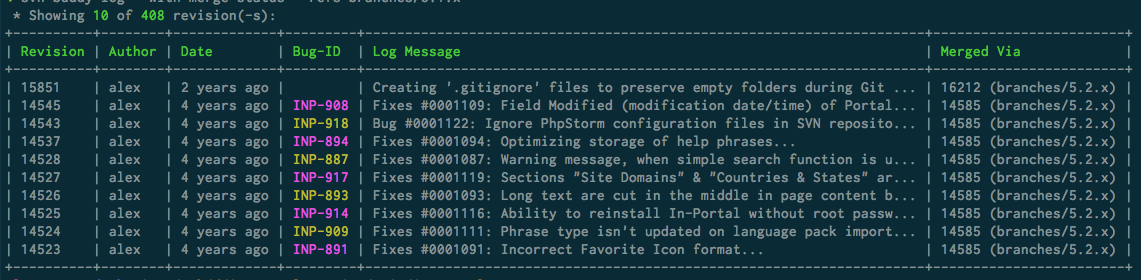 * Showing 10 of 408 revision(-s):
| Revision | Author | Date | Bug-ID | Log Message | Merged Via |
| 15851 | alex | 2 years ago | | Creating '.gitignore' files to preserve empty folders during Git ... | 16212 (branches/5.2.x) |
| 14545 | alex | 4 years ago | INP-908 | Fixes #0001109: Field Modified (modification date/time) of Portal... | 14585 (branches/5.2.x) |
| 14543 | alex | 4 years ago | INP-918 | Bug #0001122: Ignore PhpStorm configuration files in SVN reposito... | 14585 (branches/5.2.x) |
| 14537 | alex | 4 years ago | INP-894 | Fixes #0001094: Optimizing storage of help phrases... | 14585 (branches/5.2.x) |
| 14528 | alex | 4 years ago | INP-887 | Fixes #0001087: Warning message, when simple search function is u... | 14585 (branches/5.2.x) |
| 14527 | alex | 4 years ago | INP-917 | Fixes #0001119: Sections "Site Domains" & "Countries & States" ar... | 14585 (branches/5.2.x) |
| 14526 | alex | 4 years ago | INP-893 | Fixes #0001093: Long text are cut in the middle in page content b... | 14585 (branches/5.2.x) |
| 14525 | alex | 4 years ago | INP-914 | Fixes #0001116: Ability to reinstall In-Portal without root passw... | 14585 (branches/5.2.x) |
| 14524 | alex | 4 years ago | INP-909 | Fixes #0001111: Phrase type isn't updated on language pack import... | 14585 (branches/5.2.x) |
| 14523 | alex | 4 years ago | INP-891 | Fixes #0001091: Incorrect Favorite Icon format... | 14585 (branches/5.2.x) |